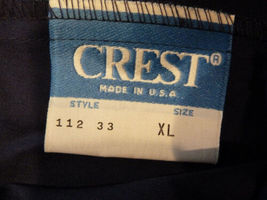 CREST®
MADE IN U.S.A
STYLE SIZE
112 33 XL